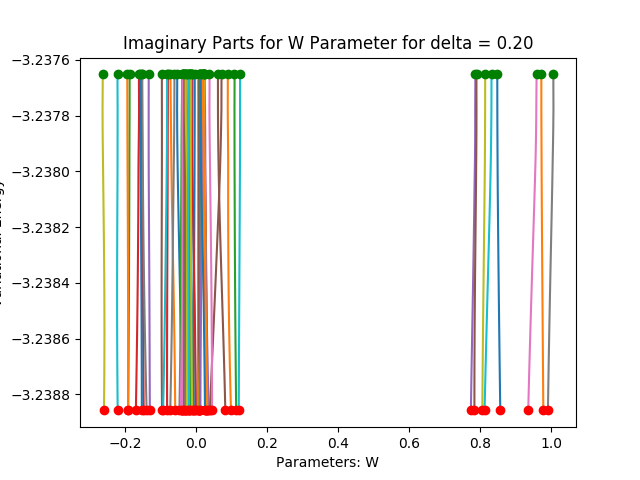 Imaginary Parts for W Parameter for delta = 0.20
−3.2376
−3.2378
−3.2380
−3.2382
−3.2384
−3.2386
−3.2388
−0.2 0.0 0.2 0.4 0.6 0.8 1.0
Parameters: W